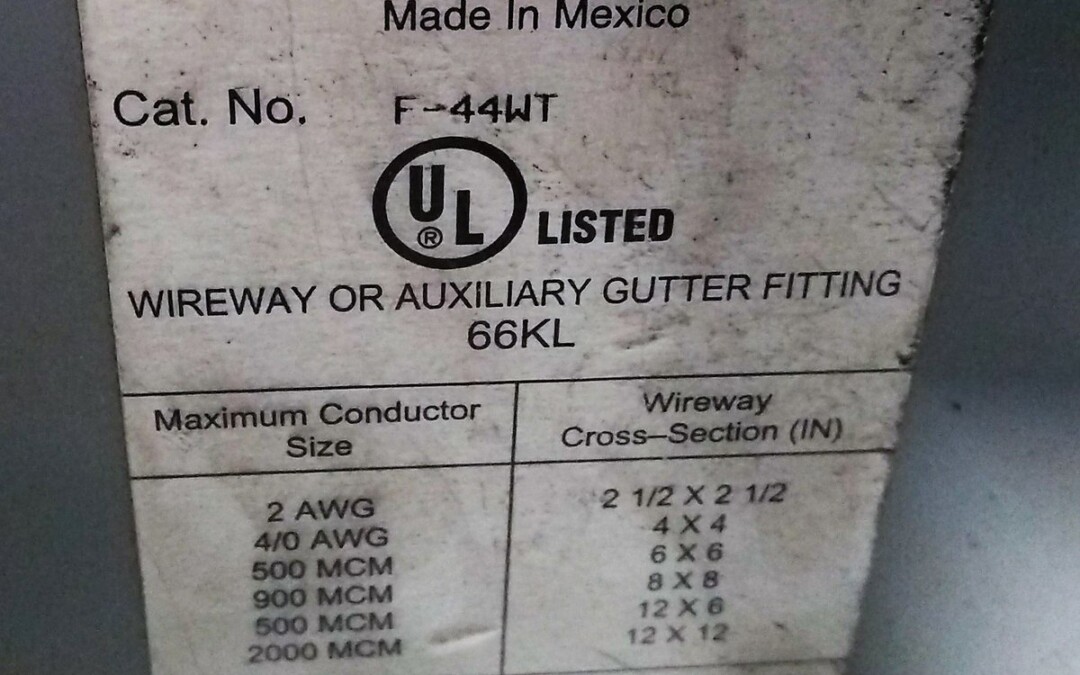 Made In Mexico
Cat. No. F-44WT
UL® LISTED
WIREWAY OR AUXILIARY GUTTER FITTING
66KL
Maximum Conductor Size Wireway Cross-Section (IN)
2 AWG 2 1/2 X 2 1/2
4/0 AWG 4 X 4
500 MCM 6 X 6
900 MCM 8 X 8
500 MCM 12 X 6
2000 MCM 12 X 12